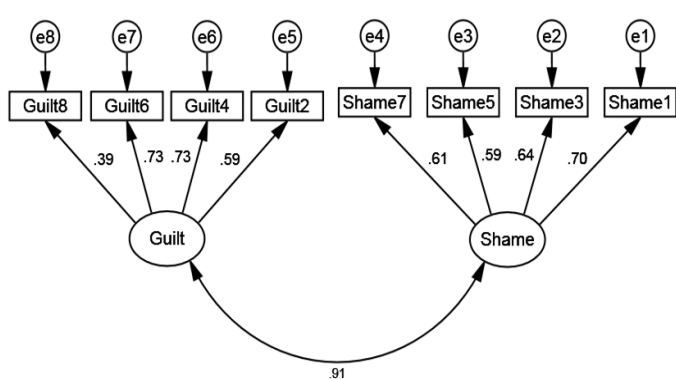 e8 e7 e6 e5 e4 e3 e2 e1
Guilt8 Guilt6 Guilt4 Guilt2 Shame7 Shame5 Shame3 Shame1
.39 .73 .73 .59 .61 .59 .64 .70
Guilt Shame
.91